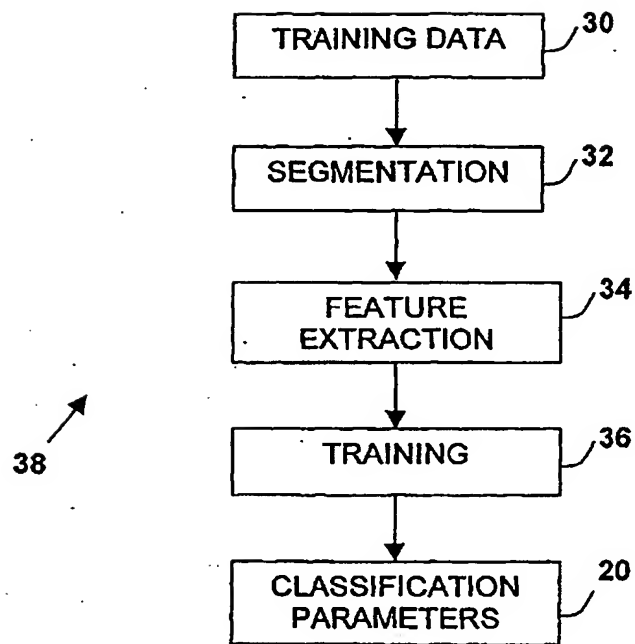 TRAINING DATA
30
SEGMENTATION
32
FEATURE
EXTRACTION
34
TRAINING
36
38
CLASSIFICATION
PARAMETERS
20